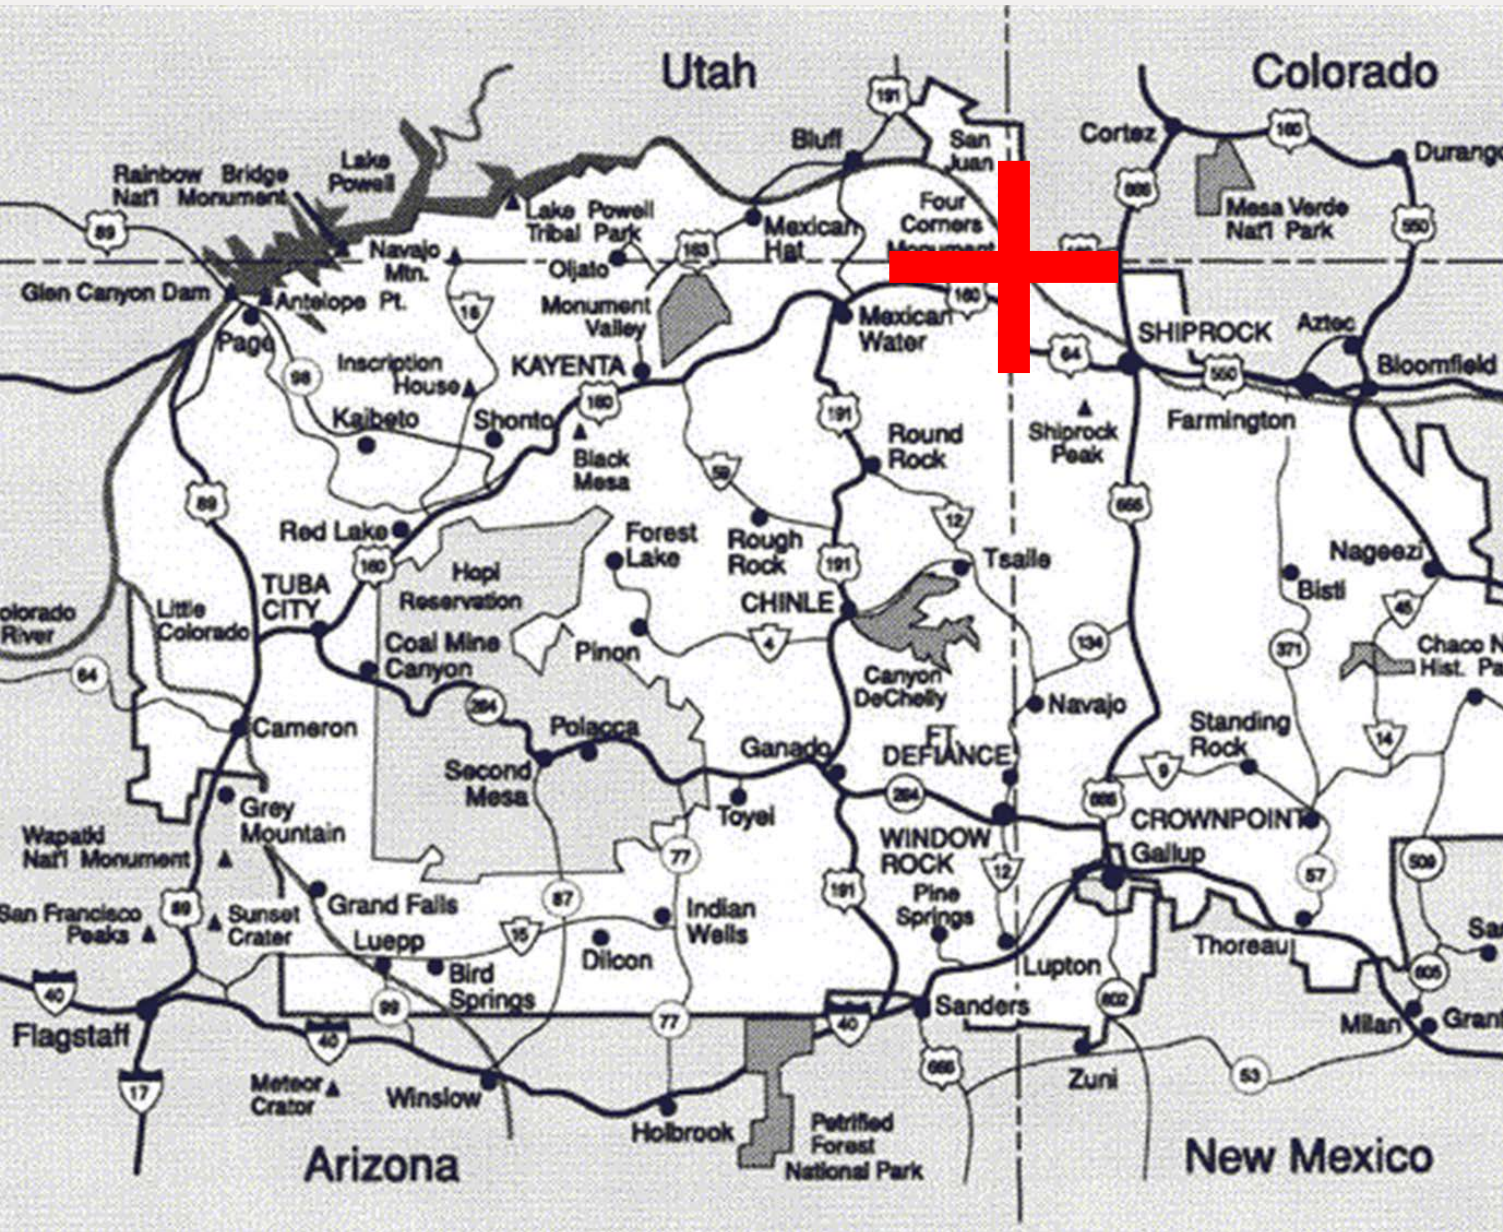 Utah
Colorado
191
Bluff
San
Juan
Cortez
160
Durango
Rainbow Bridge
Nat'l Monument
Lake
Powell
666
Mesa Verde
Nat'l Park
550
89
Lake Powell
Tribal Park
Four
Corners
Monument
Navajo
Mtn.
Oljato
163
Mexican
Hat
Glen Canyon Dam
Antelope Pt.
Page
16
Monument
Valley
Mexican
Water
160
64
SHIPROCK
Aztec
550
Bloomfield
98
Inscription
House
KAYENTA
160
191
Farmington
Kaibeto
Shonto
Black
Mesa
Round
Rock
Shiprock
Peak
59
89
Red Lake
160
Forest
Lake
Rough
Rock
191
12
Tsaile
666
Nageezi
Bisti
45
TUBA
CITY
Hopi
Reservation
CHINLE
olorado
River
Little
Colorado
Coal Mine
Canyon
Pinon
4
Canyon
DeChelly
134
371
Chaco N
Hist. Pa
64
264
Navajo
Cameron
Polacca
Ganado
FT.
DEFIANCE
Standing
Rock
14
Second
Mesa
Toyei
264
9
666
CROWNPOINT
Grey
Mountain
Wapatki
Nat'l Monument
77
WINDOW
ROCK
12
Gallup
57
509
89
San Francisco
Peaks
Sunset
Crater
Grand Falls
87
15
Indian
Wells
191
Pine
Springs
Thoreau
Sa
Luepp
Bird
Springs
Dilcon
Lupton
605
40
99
77
40
Sanders
602
Flagstaff
40
Milan
Grant
17
Meteor
Crator
Winslow
Holbrook
666
Zuni
53
Petrified
Forest
National Park
Arizona
New Mexico